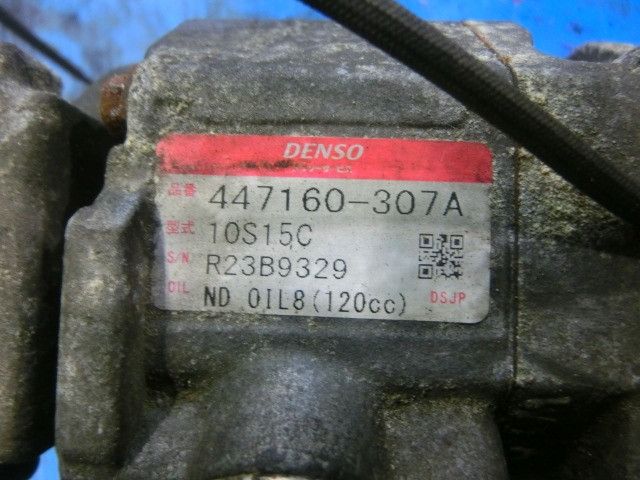 DENSO
品番 447160-307A
型式 10S15C
S/N R23B9329
OIL ND OIL8(120cc) DSJP